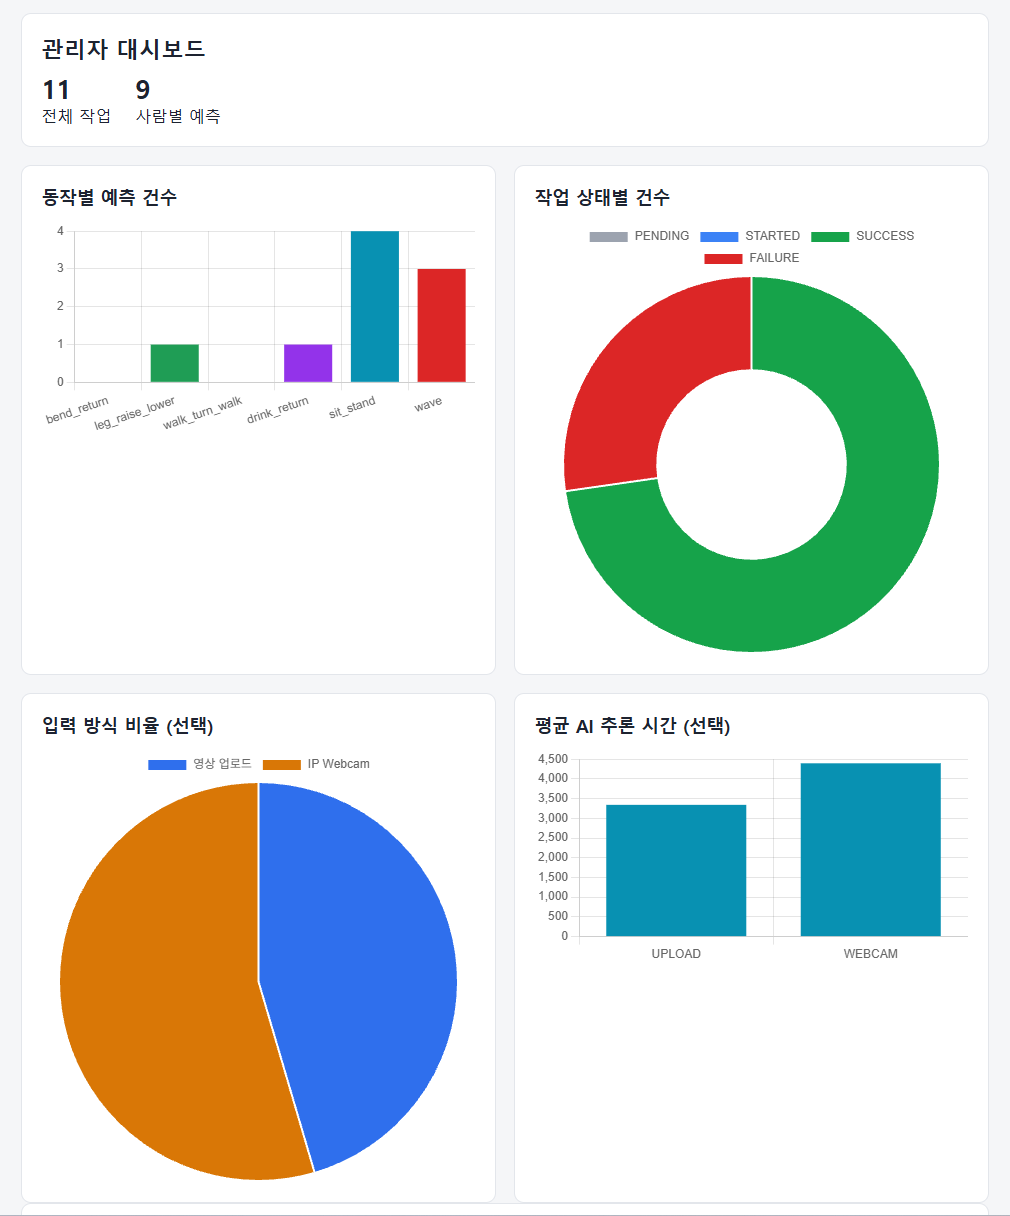 관리자 대시보드
11 9
전체 작업 사람별 예측
동작별 예측 건수
4
3
2
1
0
bend_return leg_raise_lower walk_turn_walk drink_return sit_stand wave
작업 상태별 건수
PENDING STARTED SUCCESS
FAILURE
입력 방식 비율 (선택)
영상 업로드 IP Webcam
평균 AI 추론 시간 (선택)
4,500
4,000
3,500
3,000
2,500
2,000
1,500
1,000
500
0
UPLOAD WEBCAM